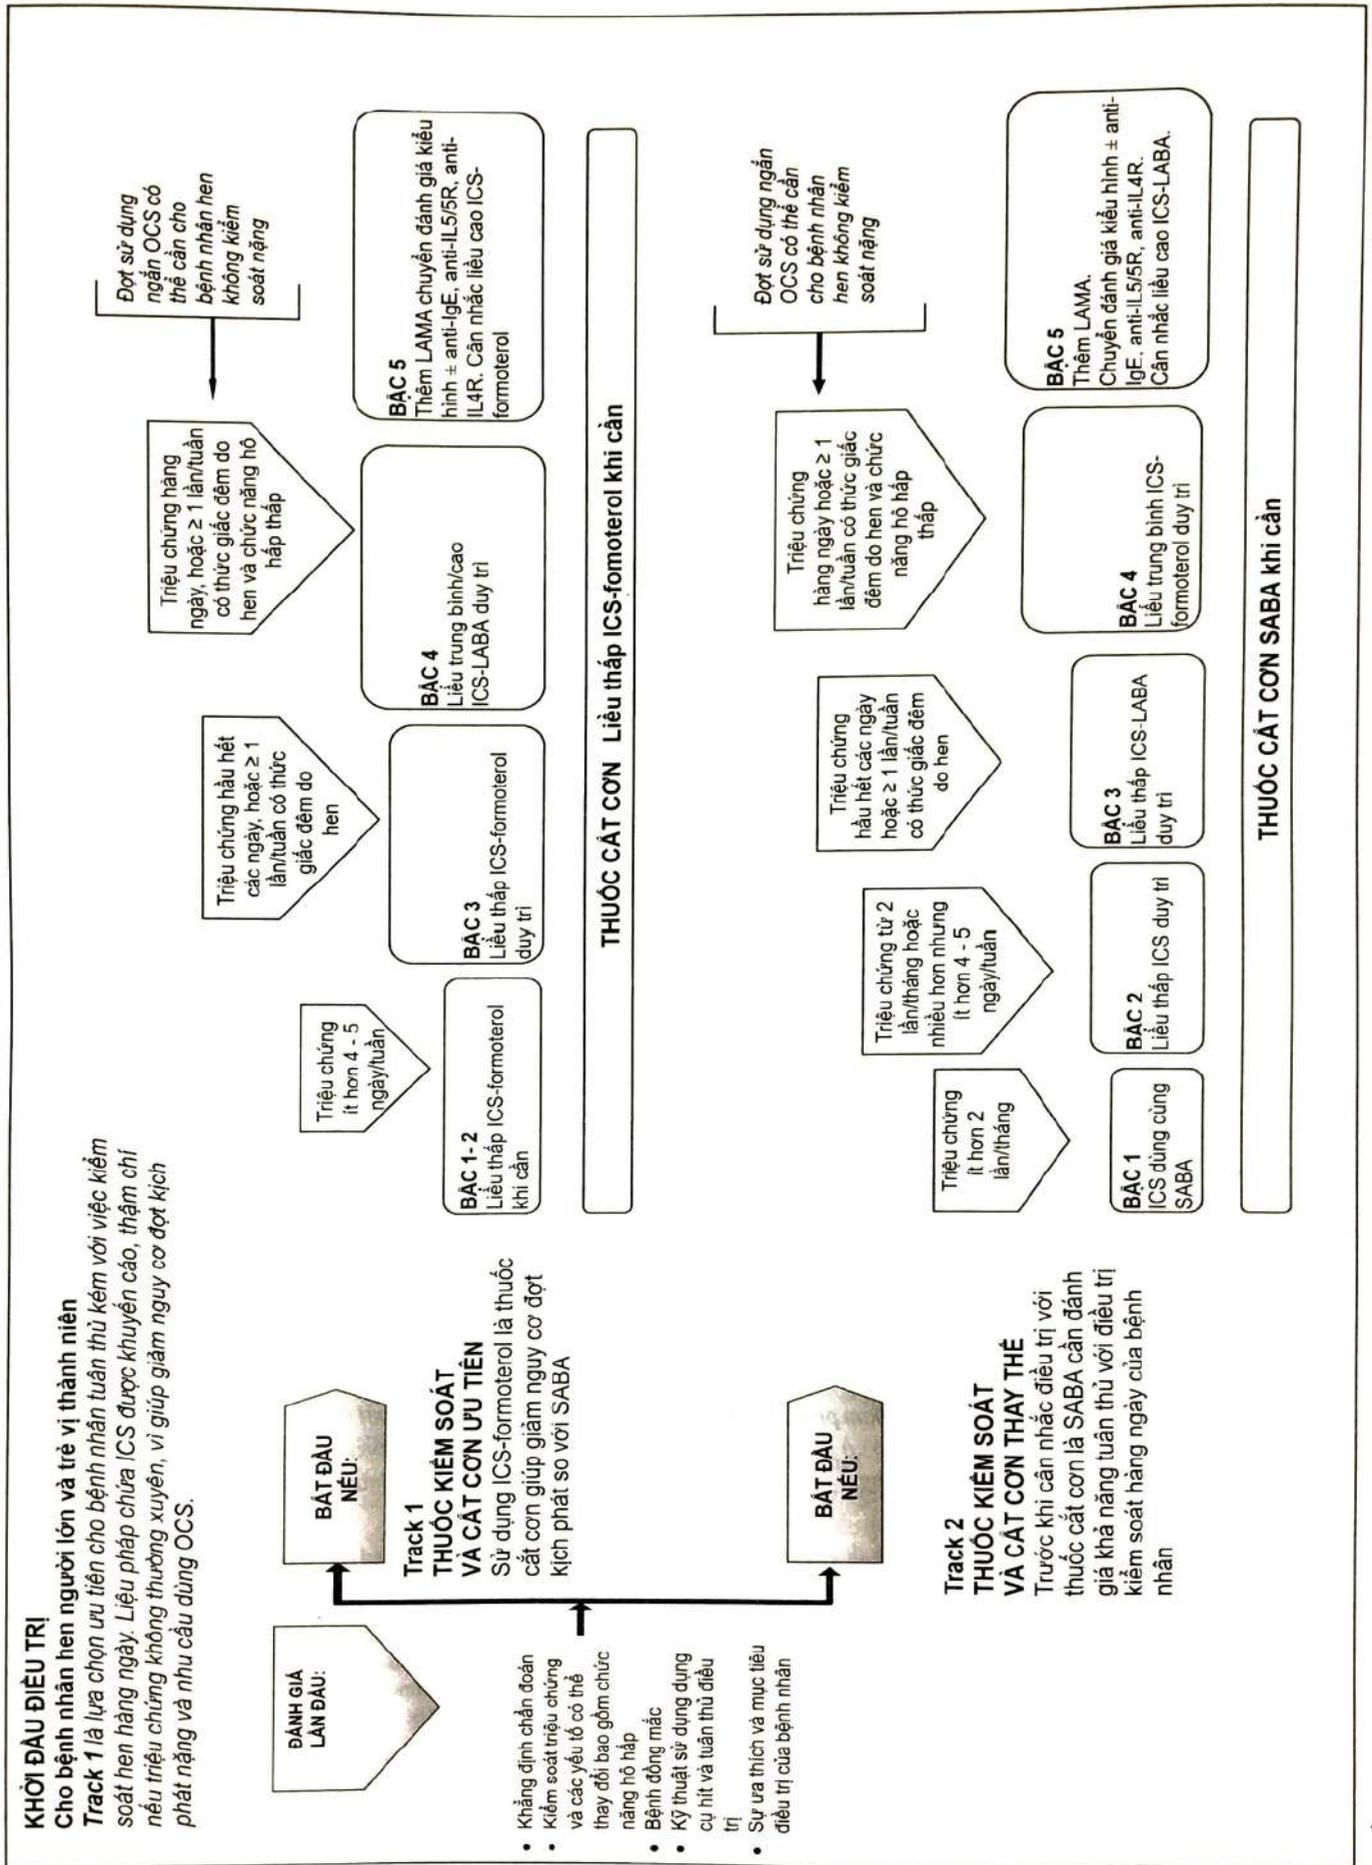 KHỞI ĐẦU ĐIỀU TRỊ
Cho bệnh nhân hen người lớn và trẻ vị thành niên
Track 1 là lựa chọn ưu tiên cho bệnh nhân tuân thủ kém với việc kiểm
soát hen hàng ngày. Liệu pháp chứa ICS được khuyến cáo, thậm chí
nếu triệu chứng không thường xuyên, vì giúp giảm nguy cơ đợt kịch
phát nặng và nhu cầu dùng OCS.
ĐÁNH GIÁ
LẦN ĐẦU:
• Khẳng định chẩn đoán
• Kiểm soát triệu chứng
và các yếu tố có thể
thay đổi bao gồm chức
năng hô hấp
• Bệnh đồng mắc
• Kỹ thuật sử dụng dụng
cụ hít và tuân thủ điều
trị
• Sự ưa thích và mục tiêu
điều trị của bệnh nhân
BẮT ĐẦU
NẾU:
Track 1
THUỐC KIỂM SOÁT
VÀ CẮT CƠN ƯU TIÊN
Sử dụng ICS-formoterol là thuốc
cắt cơn giúp giảm nguy cơ đợt
kịch phát so với SABA
Triệu chứng
ít hơn 4 - 5
ngày/tuần
BẬC 1- 2
Liều thấp ICS-formoterol
khi cần
Triệu chứng hầu hết
các ngày, hoặc ≥ 1
lần/tuần có thức
giấc đêm do
hen
BẬC 3
Liều thấp ICS-formoterol
duy trì
Triệu chứng hàng
ngày, hoặc ≥ 1 lần/tuần
có thức giấc đêm do
hen và chức năng hô
hấp thấp
BẬC 4
Liều trung bình/cao
ICS-LABA duy trì
Đợt sử dụng
ngắn OCS có
thể cần cho
bệnh nhân hen
không kiểm
soát nặng
BẬC 5
Thêm LAMA chuyển đánh giá kiểu
hình ± anti-IgE, anti-IL5/5R, anti-
IL4R. Cân nhắc liều cao ICS-
formoterol
THUỐC CẮT CƠN Liều thấp ICS-fomoterol khi cần
BẮT ĐẦU
NẾU:
Track 2
THUỐC KIỂM SOÁT
VÀ CẮT CƠN THAY THẾ
Trước khi cân nhắc điều trị với
thuốc cắt cơn là SABA cần đánh
giá khả năng tuân thủ với điều trị
kiểm soát hàng ngày của bệnh
nhân
Triệu chứng
ít hơn 2
lần/tháng
BẬC 1
ICS dùng cùng
SABA
Triệu chứng từ 2
lần/tháng hoặc
nhiều hơn nhưng
ít hơn 4 - 5
ngày/tuần
BẬC 2
Liều thấp ICS duy trì
Triệu chứng
hầu hết các ngày
hoặc ≥ 1 lần/tuần
có thức giấc đêm
do hen
BẬC 3
Liều thấp ICS-LABA
duy trì
Triệu chứng
hàng ngày hoặc ≥ 1
lần/tuần có thức giấc
đêm do hen và chức
năng hô hấp
thấp
BẬC 4
Liều trung bình ICS-
formoterol duy trì
Đợt sử dụng ngắn
OCS có thể cần
cho bệnh nhân
hen không kiểm
soát nặng
BẬC 5
Thêm LAMA.
Chuyển đánh giá kiểu hình ± anti-
IgE, anti-IL5/5R, anti-IL4R.
Cân nhắc liều cao ICS-LABA.
THUỐC CẮT CƠN SABA khi cần